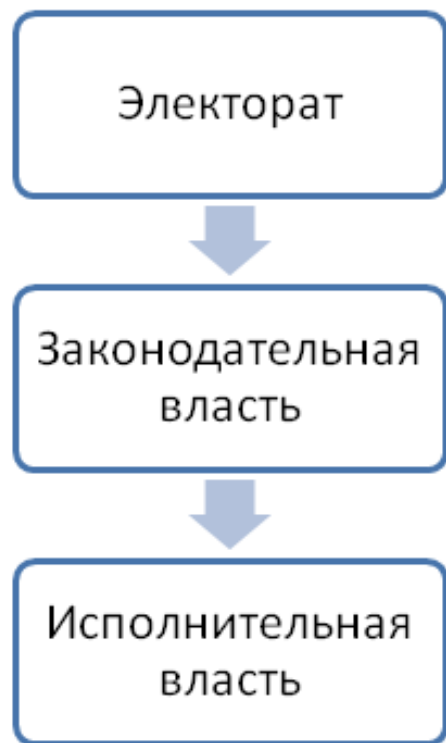 Электорат
Законодательная
власть
Исполнительная
власть